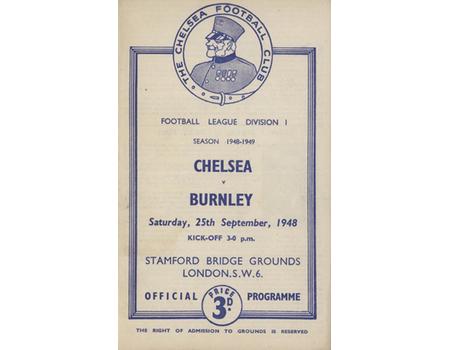 THE CHELSEA FOOTBALL CLUB
FOOTBALL LEAGUE DIVISION I
SEASON 1948-1949
CHELSEA
v
BURNLEY
Saturday, 25th September, 1948
KICK-OFF 3-0 p.m.
STAMFORD BRIDGE GROUNDS
LONDON.S.W.6.
OFFICIAL PRICE 3D. PROGRAMME
THE RIGHT OF ADMISSION TO GROUNDS IS RESERVED